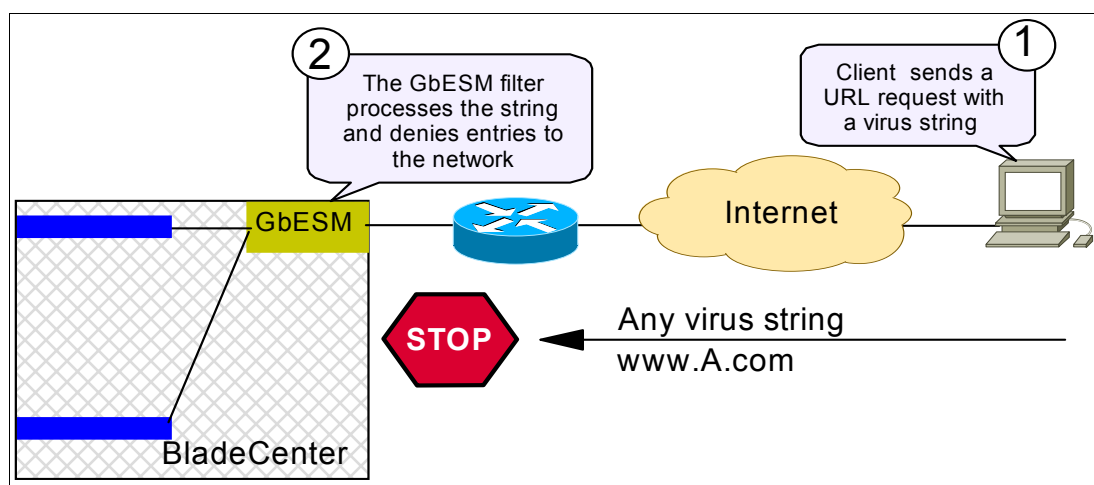 1
Client sends a
URL request with
a virus string
2
The GbESM filter
processes the string
and denies entries to
the network
GbESM
Internet
STOP
Any virus string
www.A.com
BladeCenter